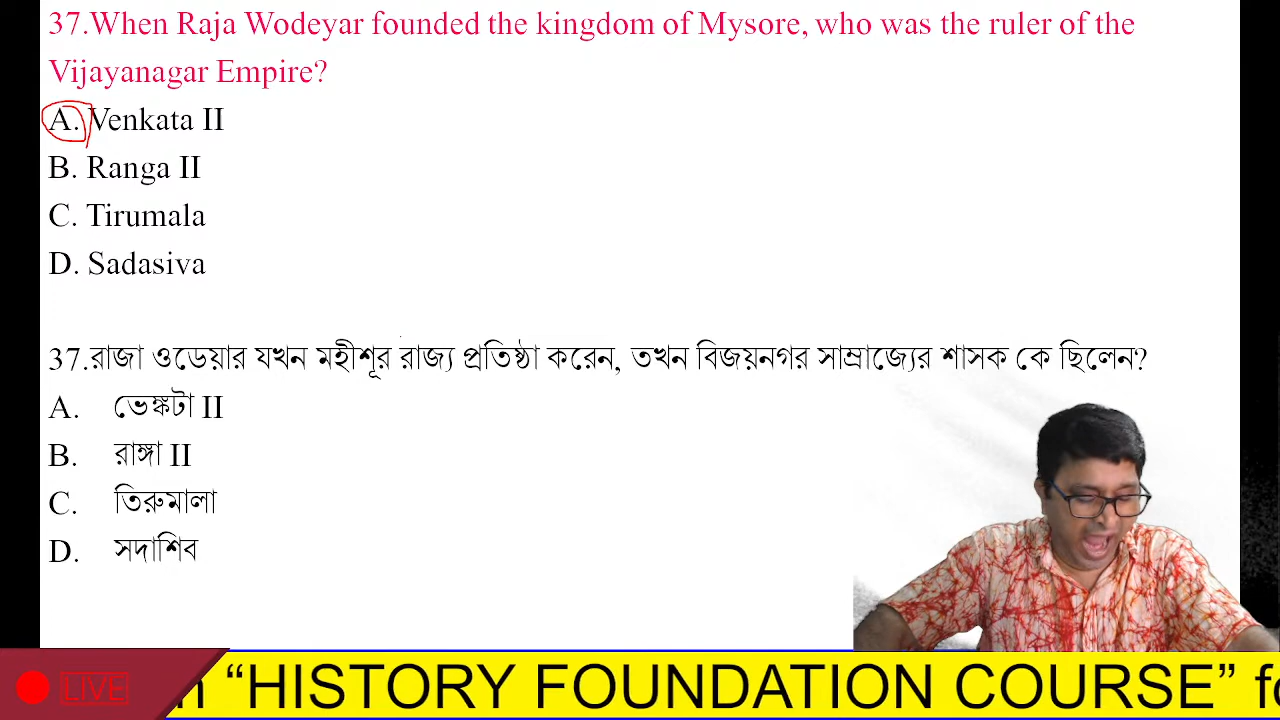 37.When Raja Wodeyar founded the kingdom of Mysore, who was the ruler of the
Vijayanagar Empire?
A. Venkata II
B. Ranga II
C. Tirumala
D. Sadasiva
37.রাজা ওডেয়ার যখন মহীশূর রাজ্য প্রতিষ্ঠা করেন, তখন বিজয়নগর সাম্রাজ্যের শাসক কে ছিলেন?
A. ভেঙ্কটা II
B. রাঙ্গা II
C. তিরুমালা
D. সদাশিব
LIVE “HISTORY FOUNDATION COURSE”